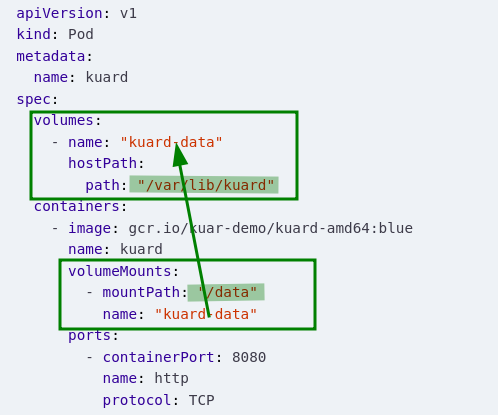 apiVersion: v1
kind: Pod
metadata:
  name: kuard
spec:
  volumes:
    - name: "kuard-data"
      hostPath:
        path: "/var/lib/kuard"
  containers:
    - image: gcr.io/kuar-demo/kuard-amd64:blue
      name: kuard
      volumeMounts:
        - mountPath: "/data"
          name: "kuard-data"
      ports:
        - containerPort: 8080
          name: http
          protocol: TCP